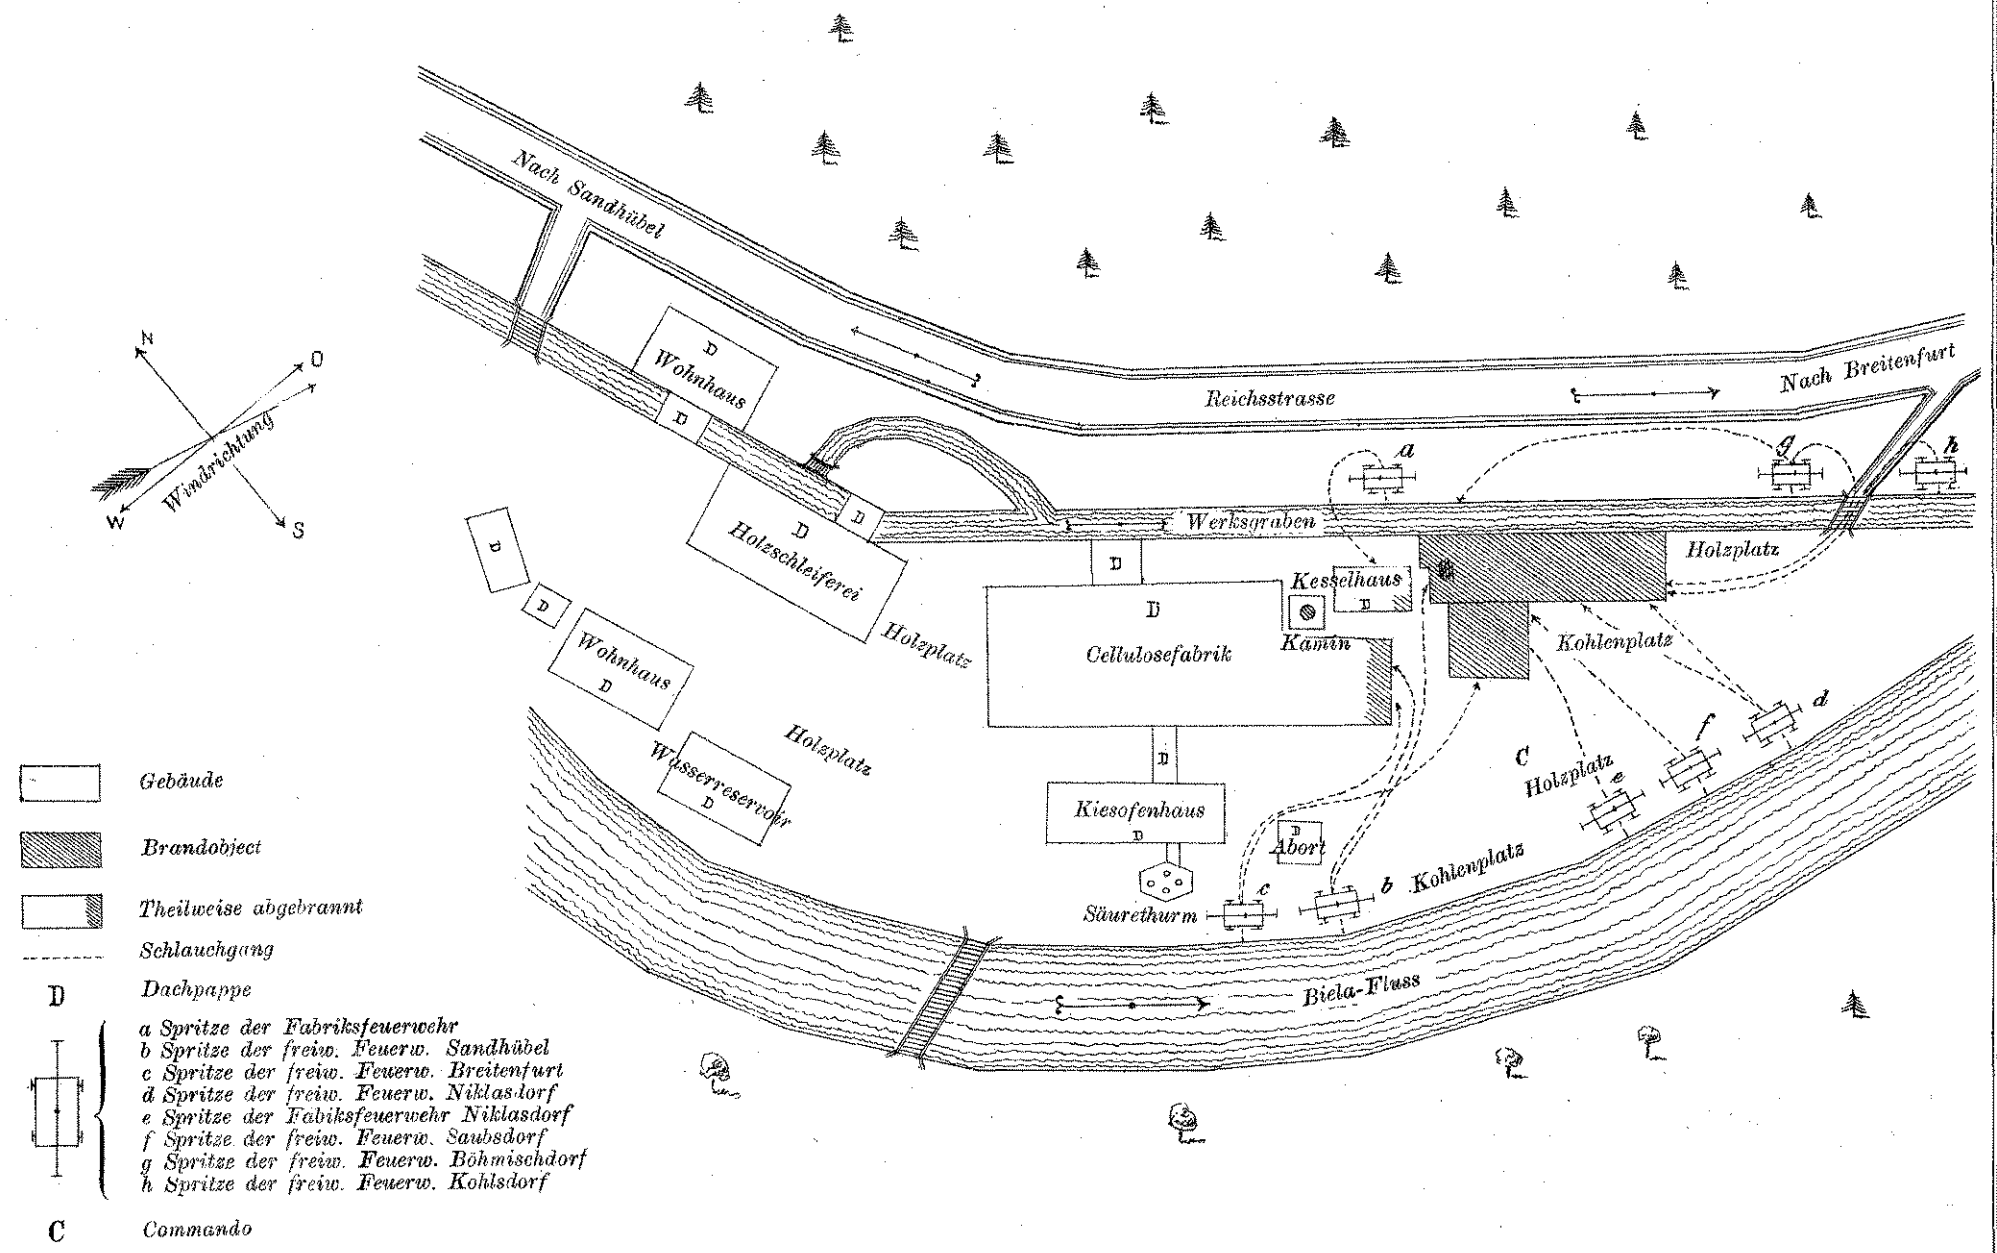 Nach Sandhübel
N
O
W
S
Windrichtung
D
Wohnhaus
D
Reichsstrasse
Nach Breitenfurt
a
g
h
D
Werksgraben
D
Holzschleiferei
D
Holzplatz
D
Kesselhaus
D
D
D
Kamin
Cellulosefabrik
Kohlenplatz
Holzplatz
Wohnhaus
D
Holzplatz
Wasserreservoir
D
D
Kiesofenhaus
D
D
Abort
Säurethurm
c
b
Kohlenplatz
C
Holzplatz
e
f
d
Biela-Fluss
Gebäude
Brandobject
Theilweise abgebrannt
Schlauchgang
D Dachpappe
a Spritze der Fabriksfeuerwehr
b Spritze der freiw. Feuerw. Sandhübel
c Spritze der freiw. Feuerw. Breitenfurt
d Spritze der freiw. Feuerw. Niklasdorf
e Spritze der Fabiksfeuerwehr Niklasdorf
f Spritze der freiw. Feuerw. Saubsdorf
g Spritze der freiw. Feuerw. Böhmischdorf
h Spritze der freiw. Feuerw. Kohlsdorf
C Commando